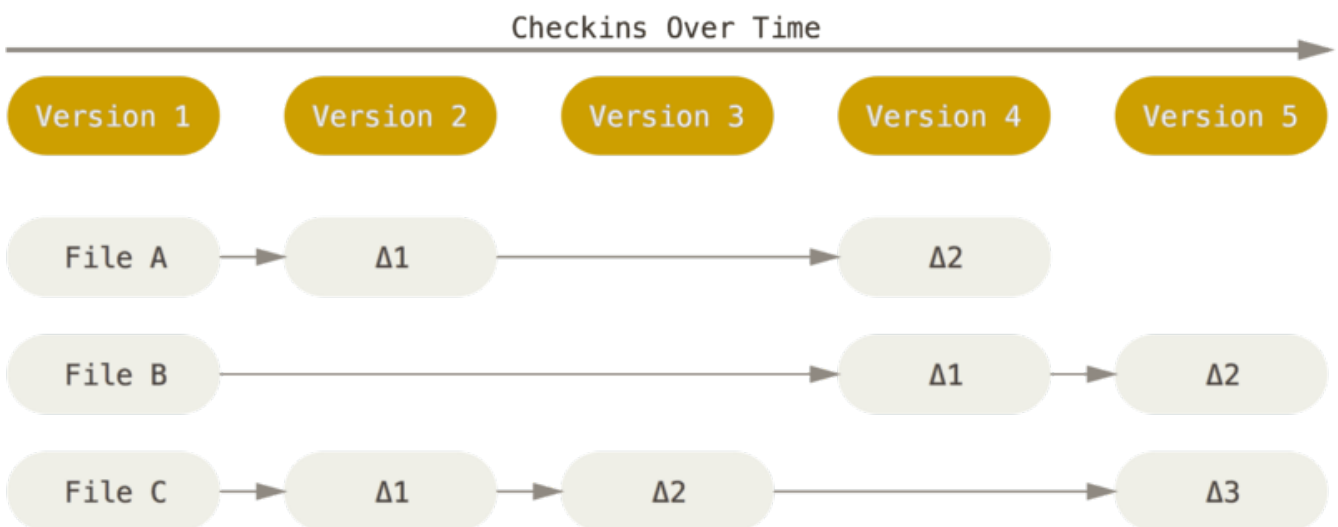 Checkins Over Time
Version 1 Version 2 Version 3 Version 4 Version 5
File A Δ1 Δ2
File B Δ1 Δ2
File C Δ1 Δ2 Δ3